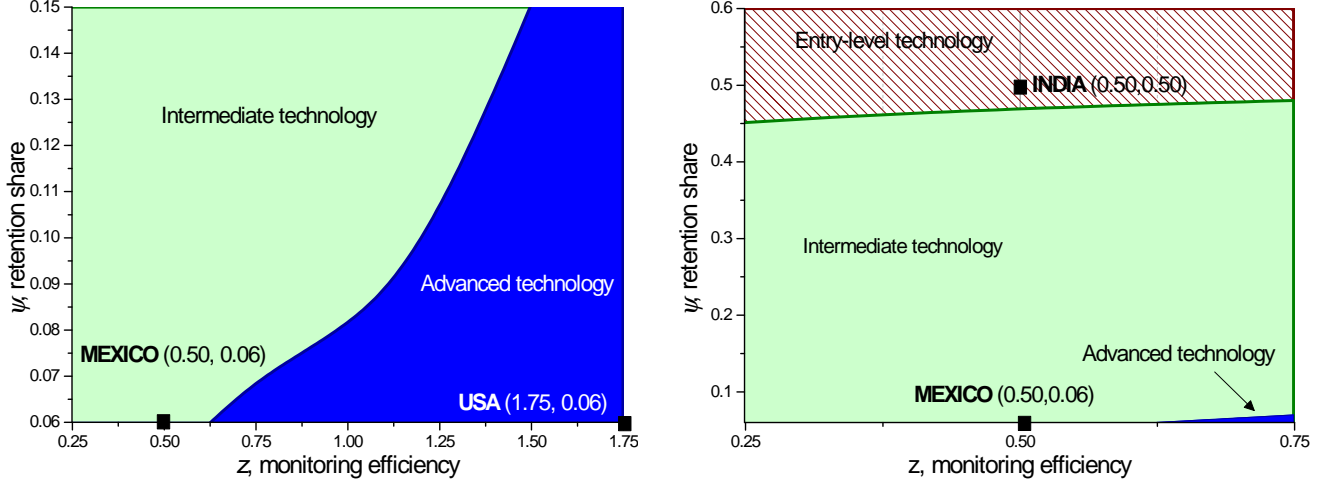 0.15
0.14
0.13
0.12
0.11
0.10
0.09
0.08
0.07
0.06
ψ, retention share
Intermediate technology
Advanced technology
MEXICO (0.50, 0.06)
USA (1.75, 0.06)
0.25 0.50 0.75 1.00 1.25 1.50 1.75
z, monitoring efficiency
0.6
0.5
0.4
0.3
0.2
0.1
ψ, retention share
Entry-level technology
INDIA (0.50,0.50)
Intermediate technology
Advanced technology
MEXICO (0.50,0.06)
0.25 0.50 0.75
z, monitoring efficiency